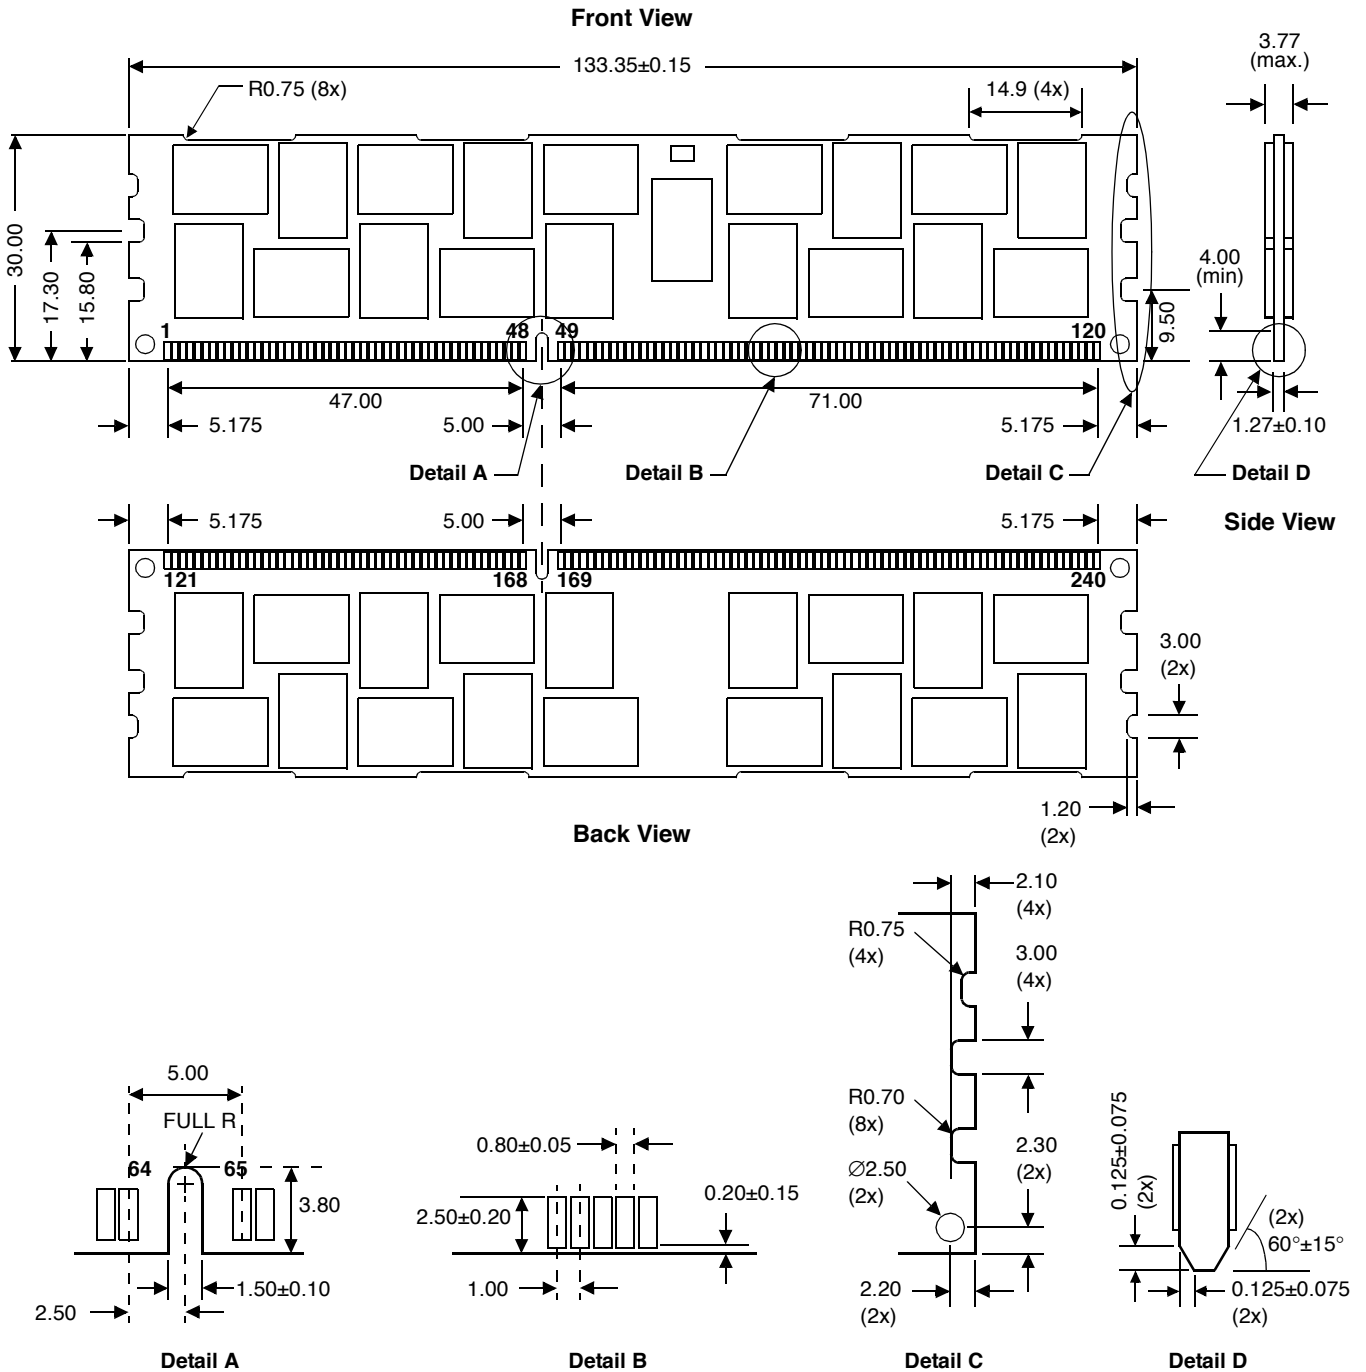 Front View
133.35±0.15
3.77
(max.)
R0.75 (8x)
14.9 (4x)
30.00
17.30
15.80
4.00
(min)
9.50
1
48
49
120
47.00
71.00
1.27±0.10
5.175
5.00
5.175
Detail A
Detail B
Detail C
Detail D
5.175
5.00
5.175
Side View
121
168
169
240
3.00
(2x)
1.20
(2x)
Back View
2.10
(4x)
R0.75
(4x)
3.00
(4x)
5.00
FULL R
64
65
3.80
1.50±0.10
2.50
Detail A
0.80±0.05
2.50±0.20
0.20±0.15
1.00
Detail B
R0.70
(8x)
2.30
(2x)
Ø2.50
(2x)
2.20
(2x)
Detail C
0.125±0.075
(2x)
(2x)
60°±15°
0.125±0.075
(2x)
Detail D